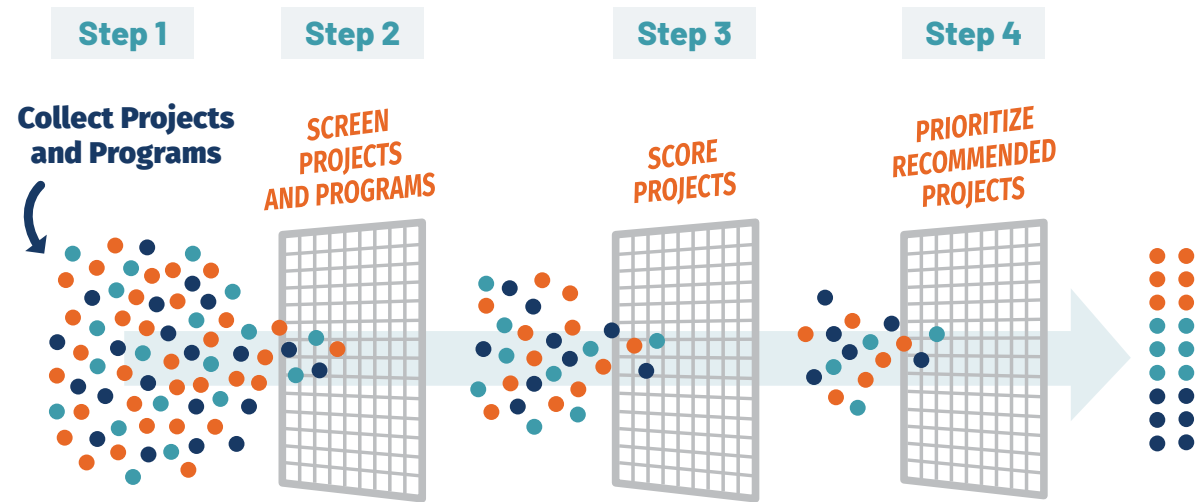 Step 1
Step 2
Step 3
Step 4
Collect Projects
and Programs
SCREEN
PROJECTS
AND PROGRAMS
SCORE
PROJECTS
PRIORITIZE
RECOMMENDED
PROJECTS